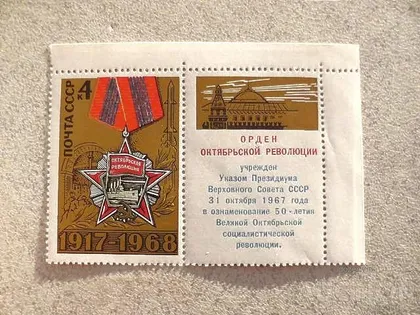 ПОЧТА СССР
4 К
ОКТЯБРЬСКАЯ
РЕВОЛЮЦИЯ
1917-1968
ОРДЕН
ОКТЯБРЬСКОЙ РЕВОЛЮЦИИ
учрежден
Указом Президиума
Верховного Совета СССР
31 октября 1967 года
в ознаменование 50-летия
Великой Октябрьской
социалистической
революции.